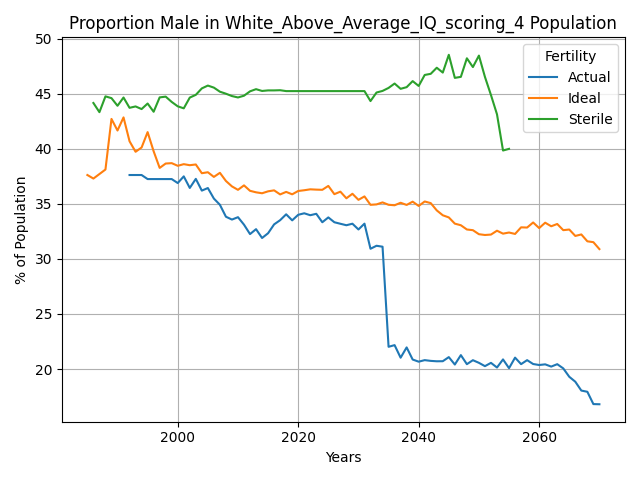 Proportion Male in White_Above_Average_IQ_scoring_4 Population
% of Population
50
45
40
35
30
25
20
Fertility
Actual
Ideal
Sterile
2000
2020
2040
2060
Years